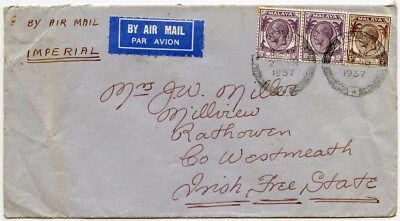 BY AIR MAIL
IMPERIAL
BY AIR MAIL
PAR AVION
MALAYA
MALAYA
MALAYA
1937
1937
Mrs J.W. Millar
Millview
Rathowen
Co Westmeath
Irish Free State